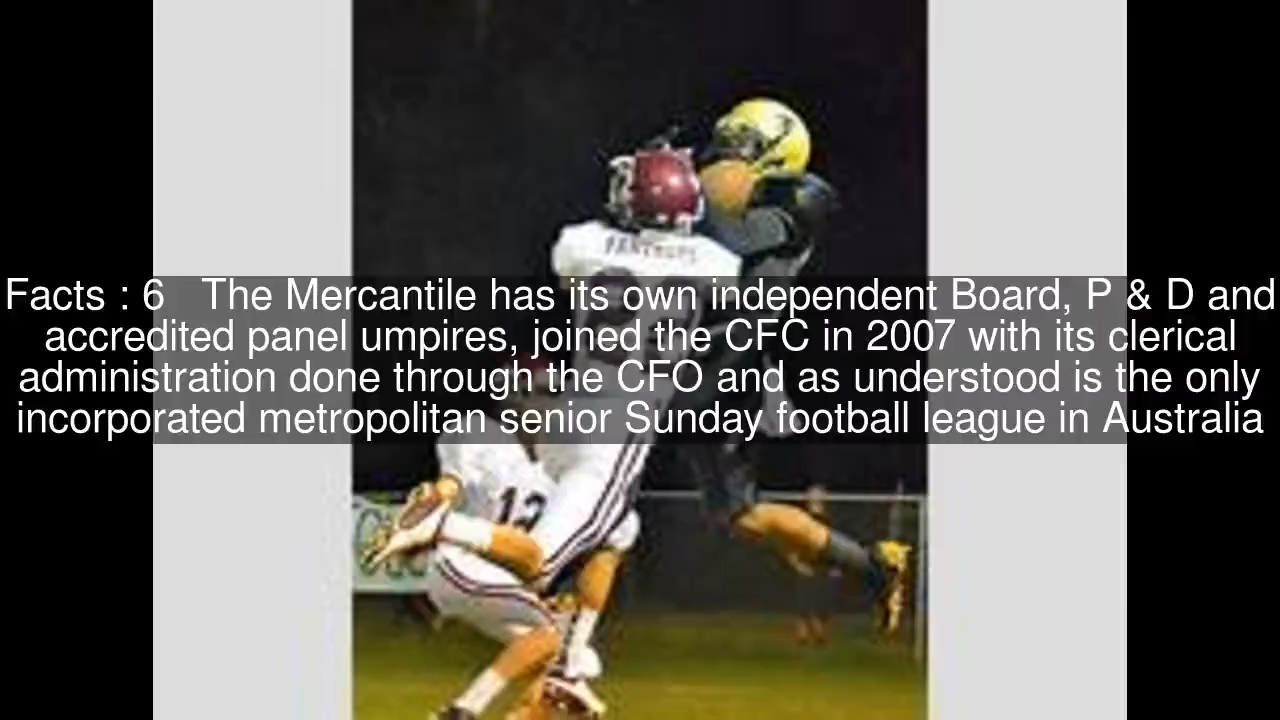 Facts : 6 The Mercantile has its own independent Board, P & D and
accredited panel umpires, joined the CFC in 2007 with its clerical
administration done through the CFO and as understood is the only
incorporated metropolitan senior Sunday football league in Australia
12